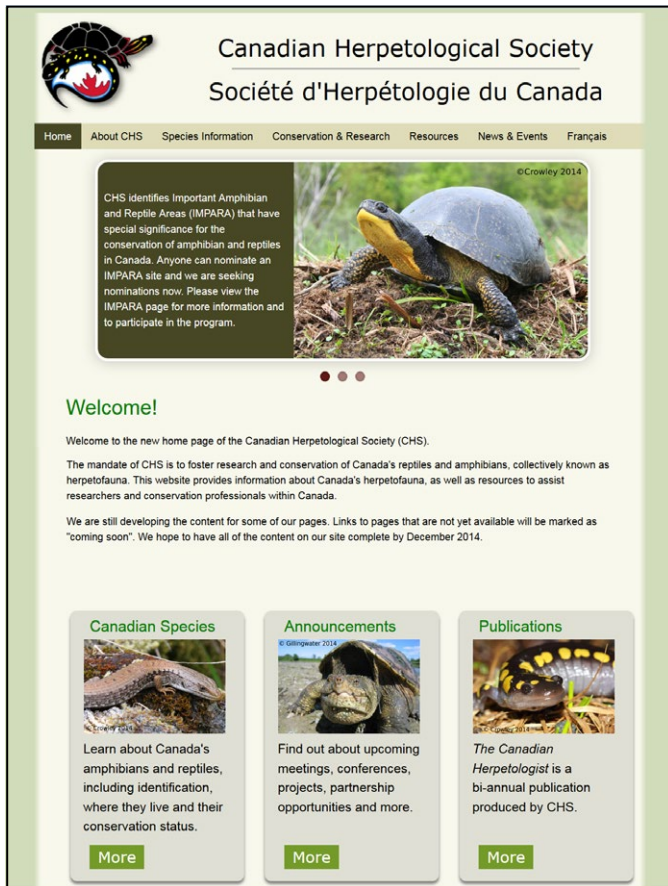 Canadian Herpetological Society
Société d'Herpétologie du Canada
Home About CHS Species Information Conservation & Research Resources News & Events Français
©Crowley 2014
CHS identifies Important Amphibian
and Reptile Areas (IMPARA) that have
special significance for the
conservation of amphibian and reptiles
in Canada. Anyone can nominate an
IMPARA site and we are seeking
nominations now. Please view the
IMPARA page for more information and
to participate in the program.
Welcome!
Welcome to the new home page of the Canadian Herpetological Society (CHS).
The mandate of CHS is to foster research and conservation of Canada's reptiles and amphibians, collectively known as
herpetofauna. This website provides information about Canada's herpetofauna, as well as resources to assist
researchers and conservation professionals within Canada.
We are still developing the content for some of our pages. Links to pages that are not yet available will be marked as
"coming soon". We hope to have all of the content on our site complete by December 2014.
Canadian Species
© Crowley 2014
Learn about Canada's
amphibians and reptiles,
including identification,
where they live and their
conservation status.
More
Announcements
© Gillingwater 2014
Find out about upcoming
meetings, conferences,
projects, partnership
opportunities and more.
More
Publications
© C Crowley 2014
The Canadian
Herpetologist is a
bi-annual publication
produced by CHS.
More